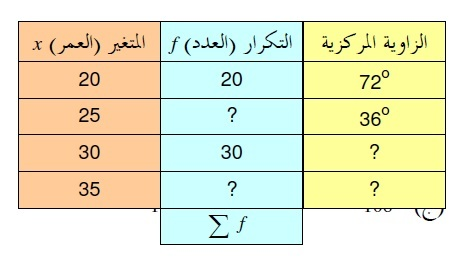 المتغير (العمر) x التكرار (العدد) f الزاوية المركزية
20 20 72°
25 ? 36°
30 30 ?
35 ? ?
∑ f